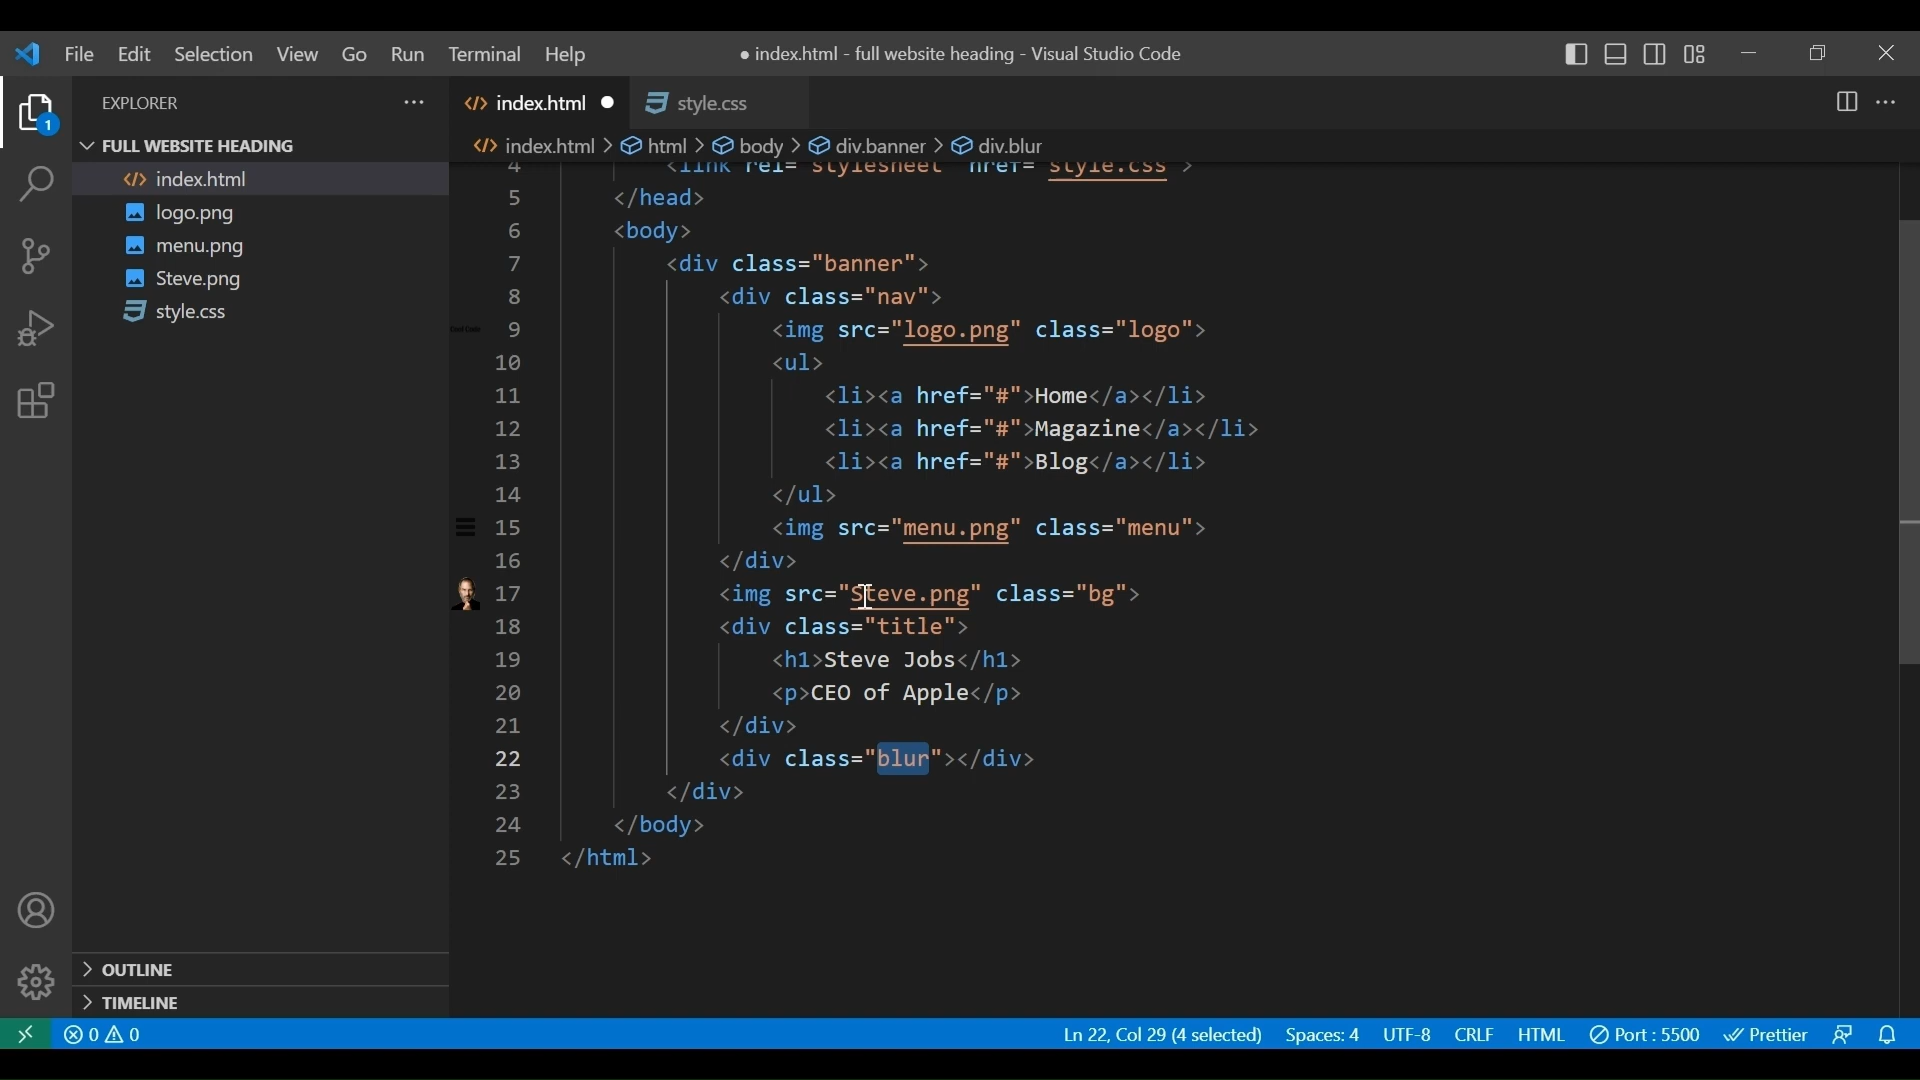 File Edit Selection View Go Run Terminal Help
● index.html - full website heading - Visual Studio Code
EXPLORER
FULL WEBSITE HEADING
index.html
logo.png
menu.png
Steve.png
style.css
OUTLINE
TIMELINE
1
index.html
style.css
index.html > html > body > div.banner > div.blur
4 <link rel="stylesheet" href="style.css">
5 </head>
6 <body>
7 <div class="banner">
8 <div class="nav">
9 <img src="logo.png" class="logo">
10 <ul>
11 <li><a href="#">Home</a></li>
12 <li><a href="#">Magazine</a></li>
13 <li><a href="#">Blog</a></li>
14 </ul>
15 <img src="menu.png" class="menu">
16 </div>
17 <img src="Steve.png" class="bg">
18 <div class="title">
19 <h1>Steve Jobs</h1>
20 <p>CEO of Apple</p>
21 </div>
22 <div class="blur"></div>
23 </div>
24 </body>
25 </html>
0 0
Ln 22, Col 29 (4 selected) Spaces: 4 UTF-8 CRLF HTML Port : 5500 Prettier